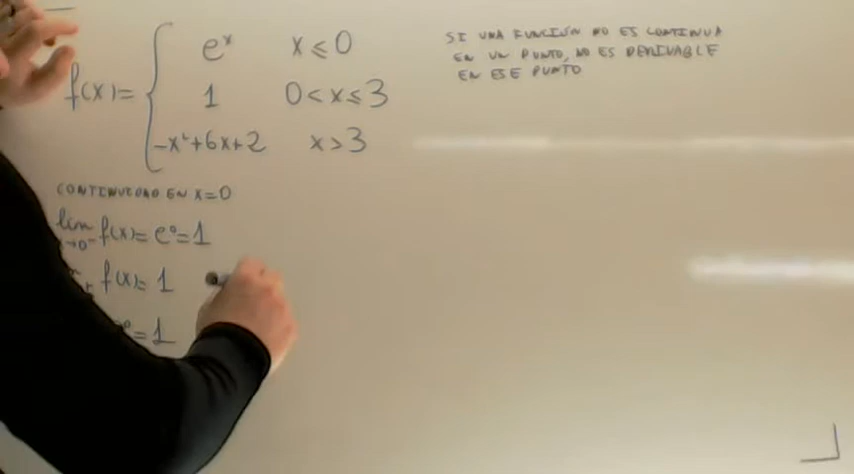 f(x)= { e^x   x ≤ 0
1   0 < x ≤ 3
-x²+6x+2   x > 3
SI UNA FUNCIÓN NO ES CONTINUA
EN UN PUNTO, NO ES DERIVABLE
EN ESE PUNTO
CONTINUIDAD EN x=0
lim f(x)= e⁰=1
→0⁻
f(x)= 1
=1